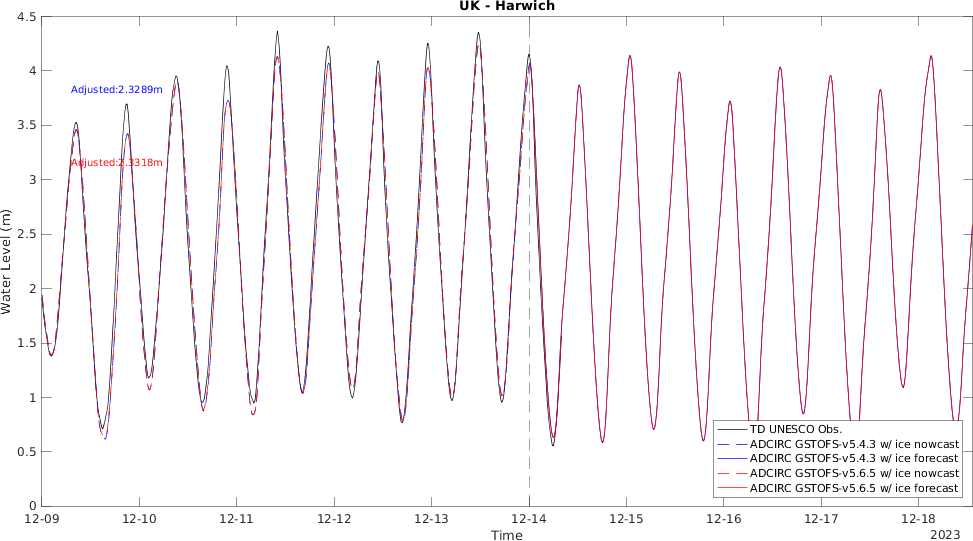 UK - Harwich
4.5
4
3.5
3
2.5
2
1.5
1
0.5
0
Water Level (m)
Adjusted:2.3289m
Adjusted:2.3318m
TD UNESCO Obs.
ADCIRC GSTOFS-v5.4.3 w/ ice nowcast
ADCIRC GSTOFS-v5.4.3 w/ ice forecast
ADCIRC GSTOFS-v5.6.5 w/ ice nowcast
ADCIRC GSTOFS-v5.6.5 w/ ice forecast
12-09 12-10 12-11 12-12 12-13 12-14 12-15 12-16 12-17 12-18
Time
2023